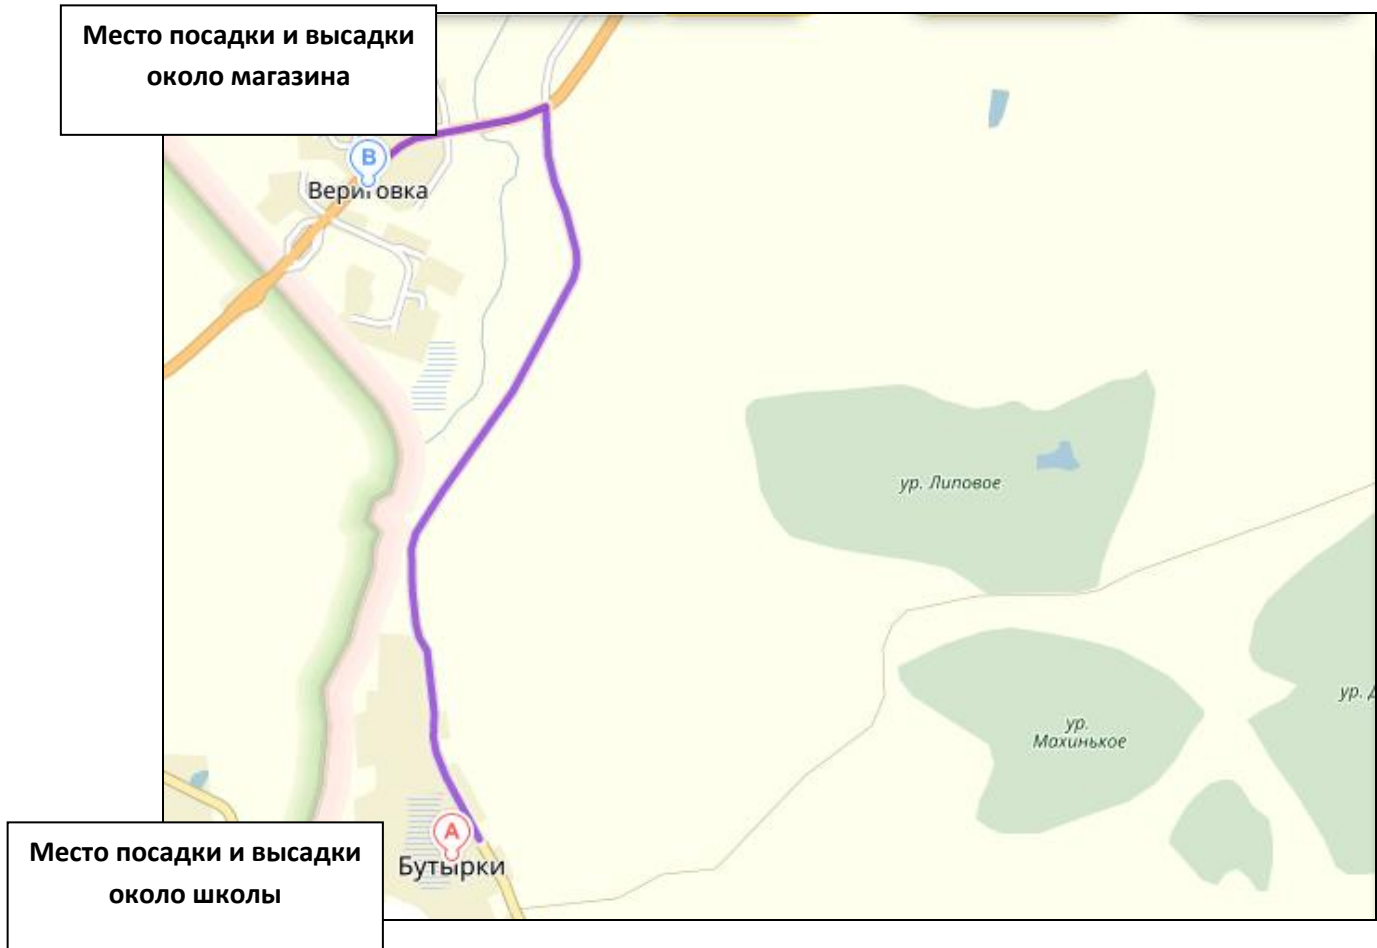 Место посадки и высадки
около магазина
B
Вериговка
ур. Липовое
ур.
Махинькое
ур. Д
A
Бутырки
Место посадки и высадки
около школы